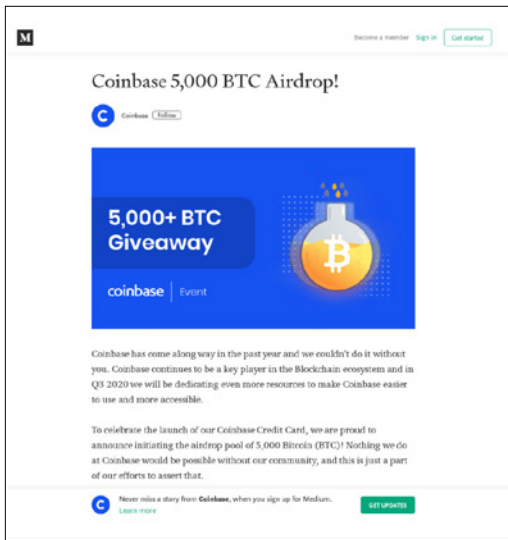 M
Become a member Sign in Get started
Coinbase 5,000 BTC Airdrop!
C Coinbase Follow
5,000+ BTC
Giveaway
coinbase | Event
Coinbase has come along way in the past year and we couldn't do it without
you. Coinbase continues to be a key player in the Blockchain ecosystem and in
Q3 2020 we will be dedicating even more resources to make Coinbase easier
to use and more accessible.
To celebrate the launch of our Coinbase Credit Card, we are proud to
announce initiating the airdrop pool of 5,000 Bitcoin (BTC)! Nothing we do
at Coinbase would be possible without our community, and this is just a part
of our efforts to assert that.
C Never miss a story from Coinbase, when you sign up for Medium. GET UPDATES
Learn more